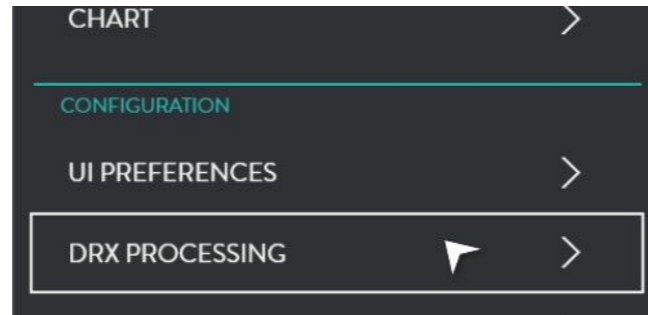 CHART
CONFIGURATION
UI PREFERENCES
DRX PROCESSING